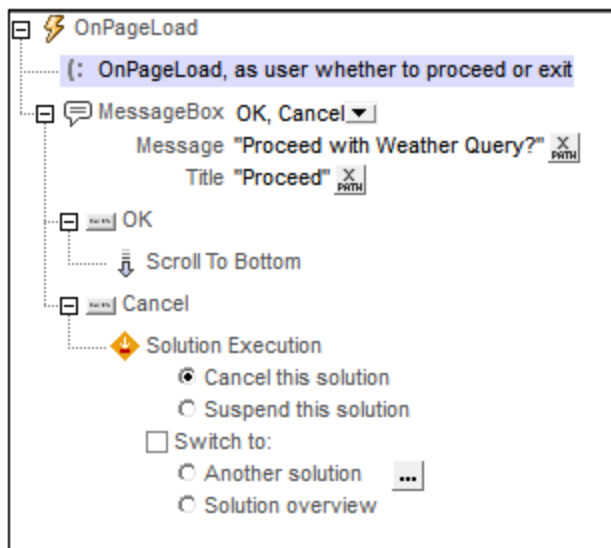 OnPageLoad
(: OnPageLoad, as user whether to proceed or exit
MessageBox OK, Cancel
Message "Proceed with Weather Query?" X PATH
Title "Proceed" X PATH
OK
Scroll To Bottom
Cancel
Solution Execution
Cancel this solution
Suspend this solution
Switch to:
Another solution ...
Solution overview